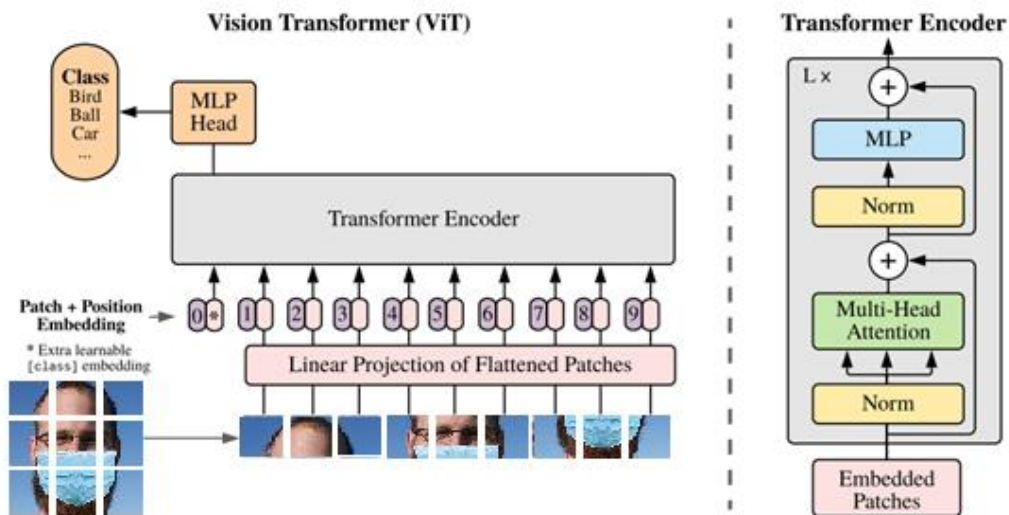 Vision Transformer (ViT)
Class
Bird
Ball
Car
...
MLP
Head
Transformer Encoder
Patch + Position
Embedding
* Extra learnable
[class] embedding
0 * 1 2 3 4 5 6 7 8 9
Linear Projection of Flattened Patches
Transformer Encoder
L ×
+
MLP
Norm
+
Multi-Head
Attention
Norm
Embedded
Patches